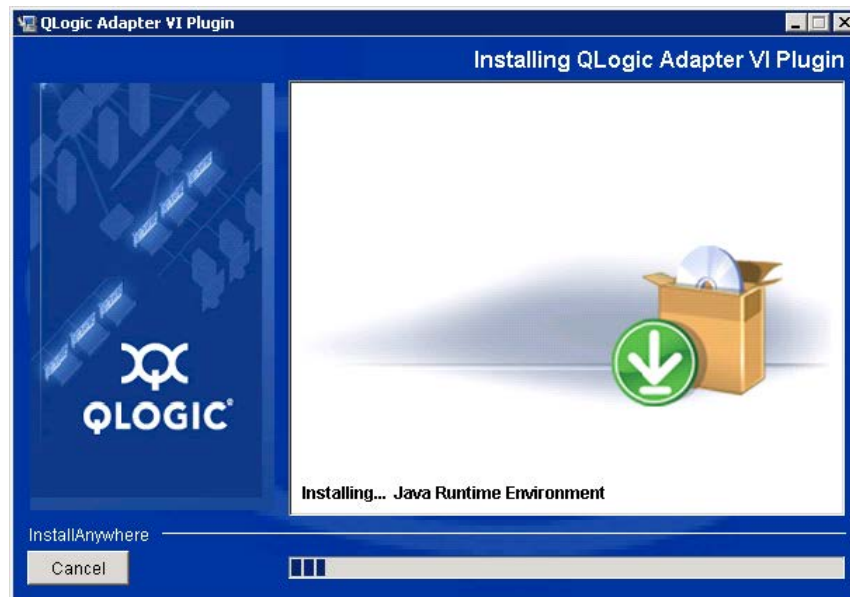 QLogic Adapter VI Plugin
Installing QLogic Adapter VI Plugin
QLOGIC®
Installing... Java Runtime Environment
InstallAnywhere
Cancel